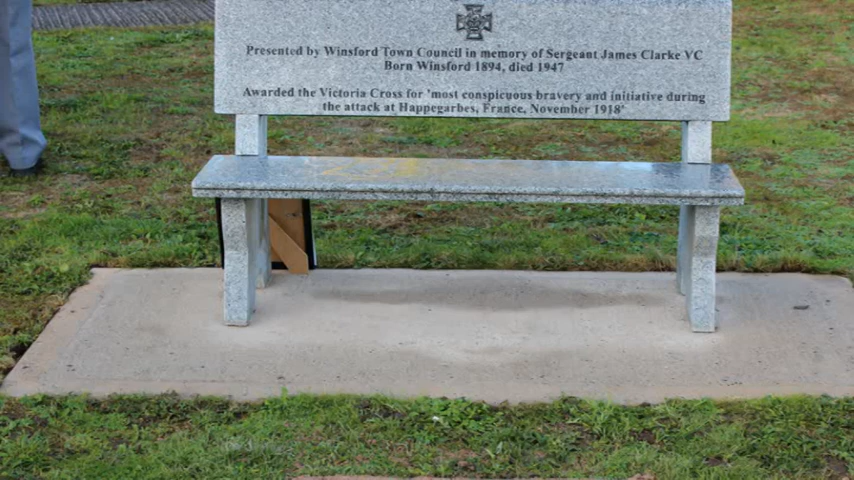 Presented by Winsford Town Council in memory of Sergeant James Clarke VC
Born Winsford 1894, died 1947
Awarded the Victoria Cross for 'most conspicuous bravery and initiative during
the attack at Happegarbes, France, November 1918'